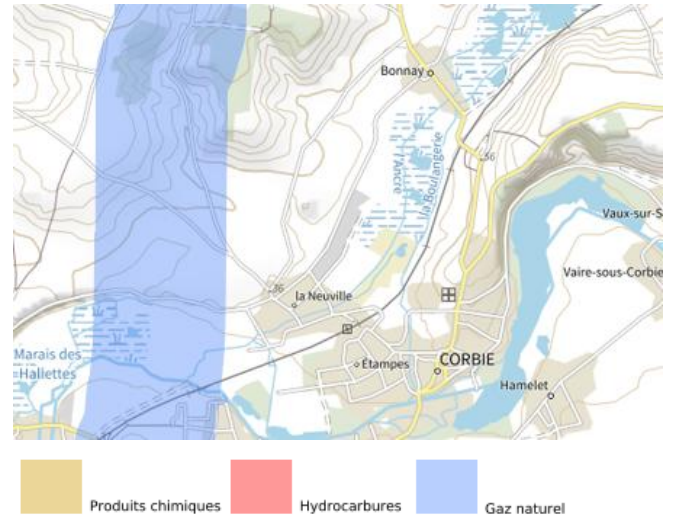 Bonnay
56
l'Ancre
la Boulangerie
Vaux-sur-S
Vaire-sous-Corbie
36
la Neuville
Marais des
Hallettes
Étampes
CORBIE
Hamelet
Produits chimiques
Hydrocarbures
Gaz naturel